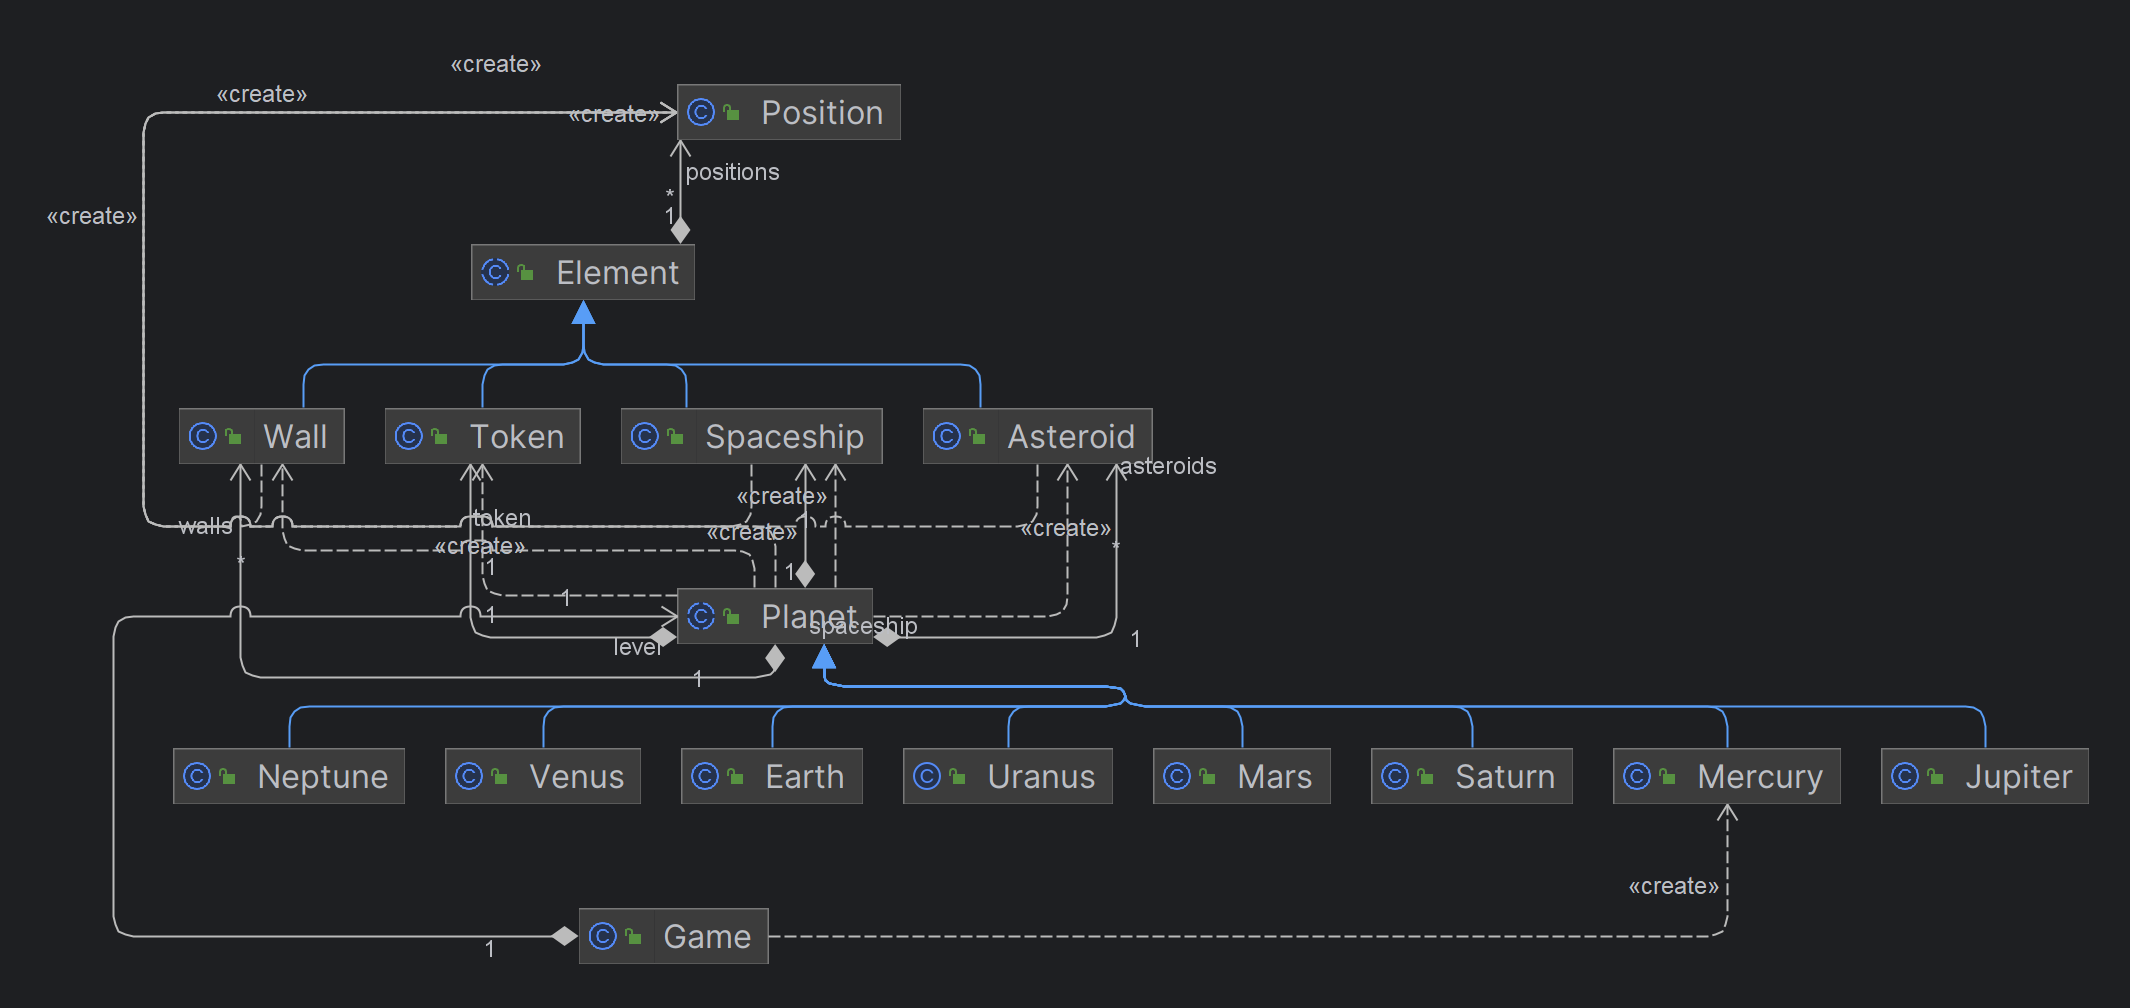 «create»
«create»
«create»
Position
positions
*
1
«create»
Element
Wall
Token
Spaceship
Asteroid
asteroids
«create»
token
1
walls
«create»
«create»
«create»
*
*
1
1
1
1
Planet
spaceship
level
1
1
Neptune
Venus
Earth
Uranus
Mars
Saturn
Mercury
Jupiter
«create»
Game
1